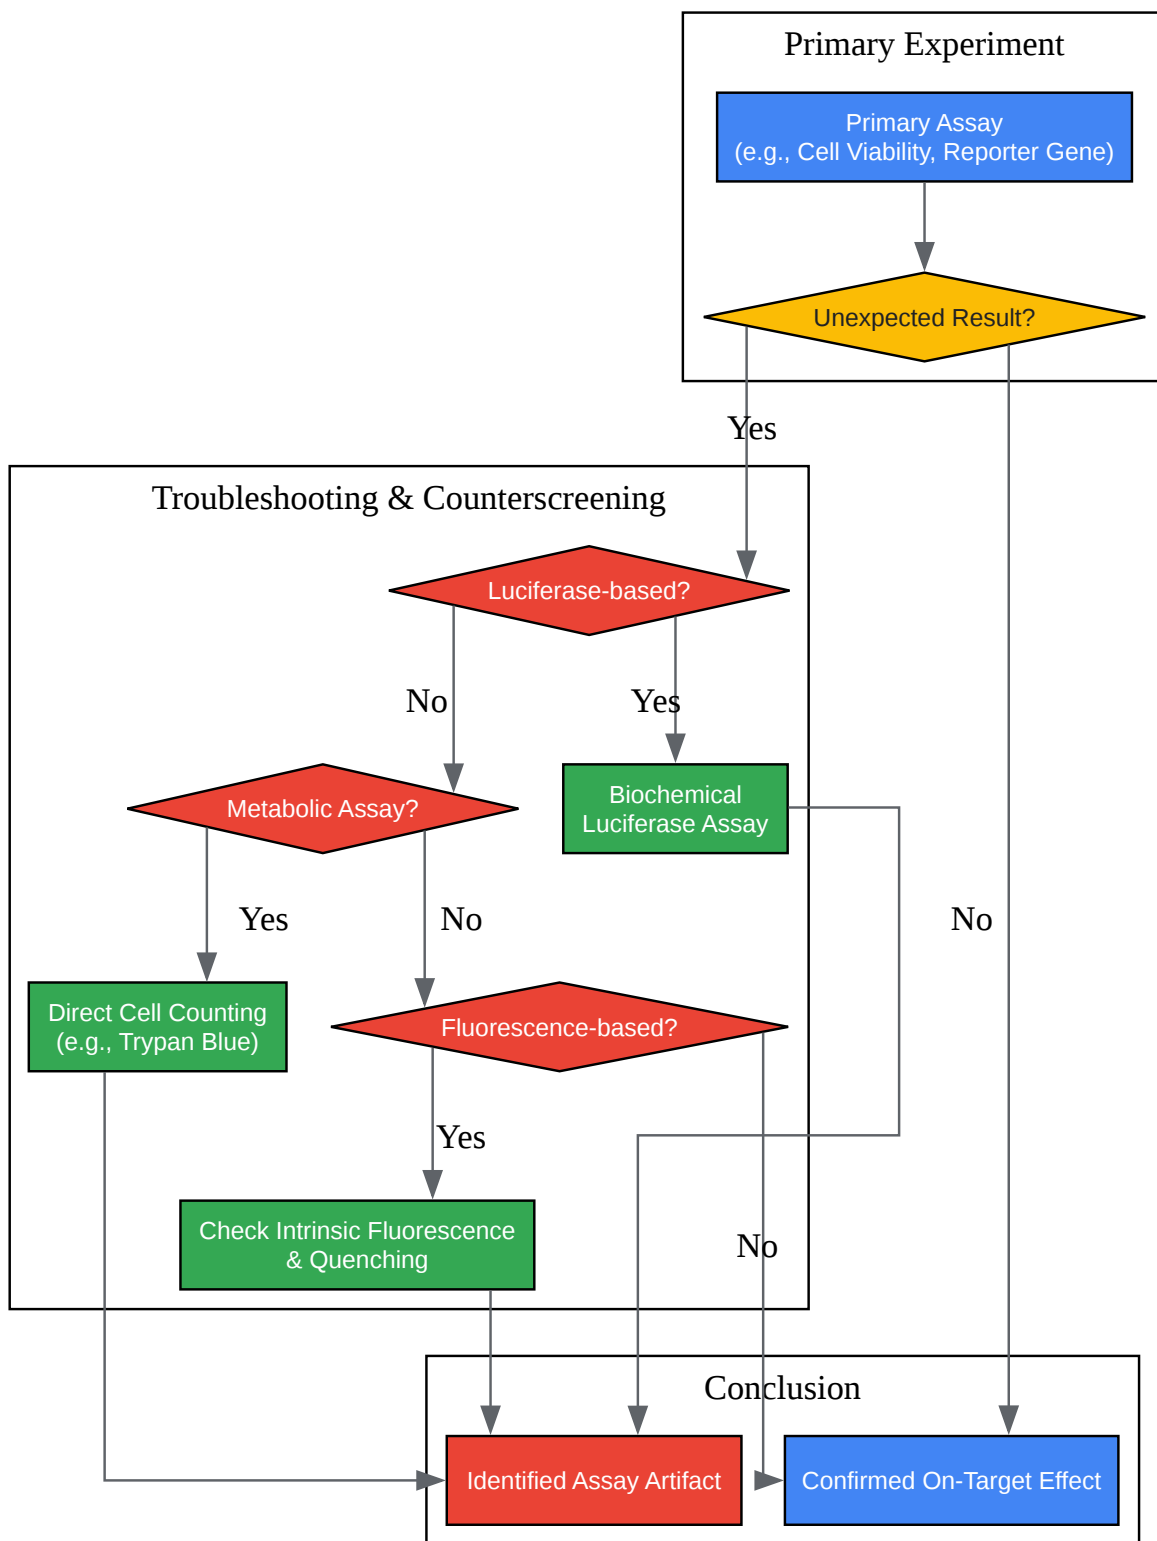 Primary Experiment
Primary Assay
(e.g., Cell Viability, Reporter Gene)
Unexpected Result?
Yes
Troubleshooting & Counterscreening
Luciferase-based?
No
Yes
Metabolic Assay?
Biochemical
Luciferase Assay
Yes
No
No
Direct Cell Counting
(e.g., Trypan Blue)
Fluorescence-based?
Yes
Check Intrinsic Fluorescence
& Quenching
No
Conclusion
Identified Assay Artifact
Confirmed On-Target Effect